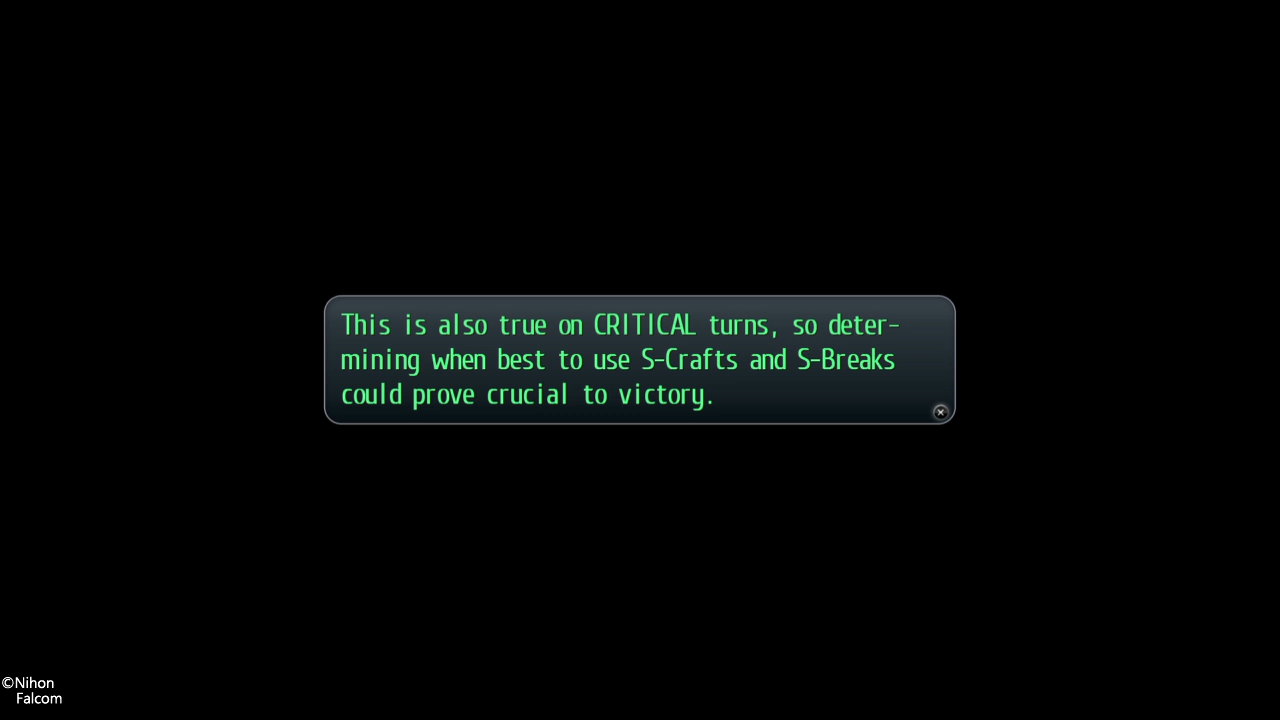 This is also true on CRITICAL turns, so deter-
mining when best to use S-Crafts and S-Breaks
could prove crucial to victory.
©Nihon
Falcom